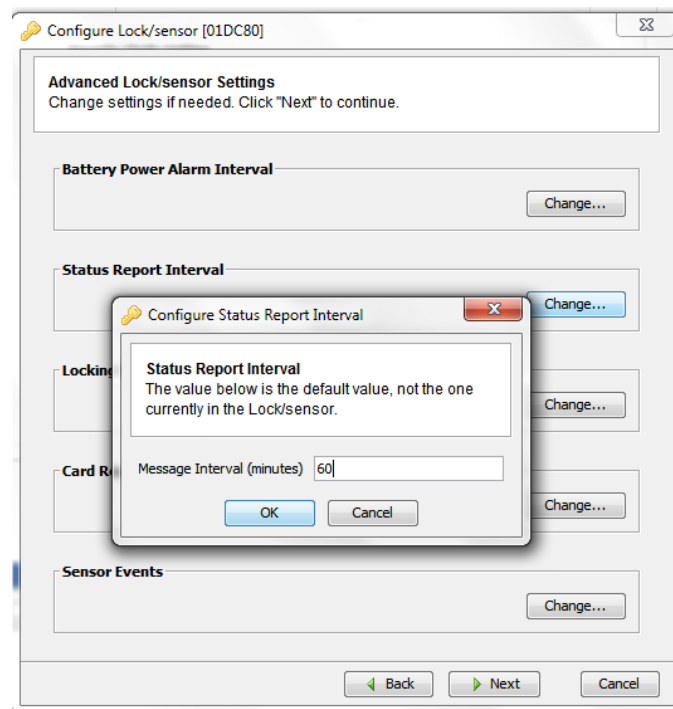 Configure Lock/sensor [01DC80]
Advanced Lock/sensor Settings
Change settings if needed. Click "Next" to continue.
Battery Power Alarm Interval
Change...
Status Report Interval
Change...
Configure Status Report Interval
Status Report Interval
The value below is the default value, not the one
currently in the Lock/sensor.
Message Interval (minutes) 60
OK Cancel
Locking
Change...
Card
Change...
Sensor Events
Change...
Back Next Cancel